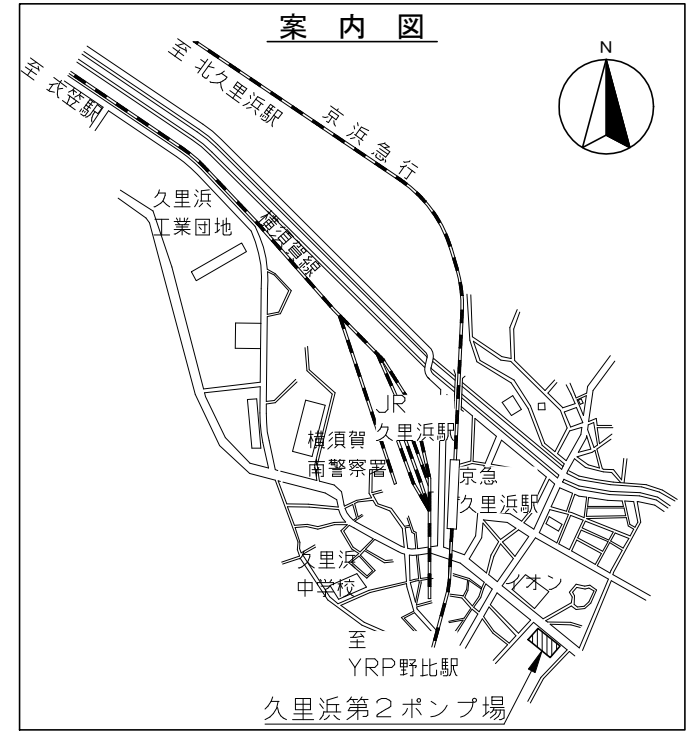 案内図
N
至 北久里浜駅
至 衣笠駅
京浜急行
久里浜
工業団地
横須賀線
JR
久里浜駅
横須賀
南警察署
京急
久里浜駅
久里浜
中学校
イオン
至
YRP野比駅
久里浜第2ポンプ場